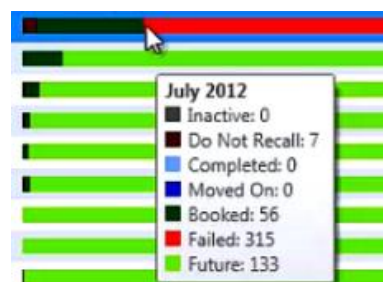 July 2012
Inactive: 0
Do Not Recall: 7
Completed: 0
Moved On: 0
Booked: 56
Failed: 315
Future: 133